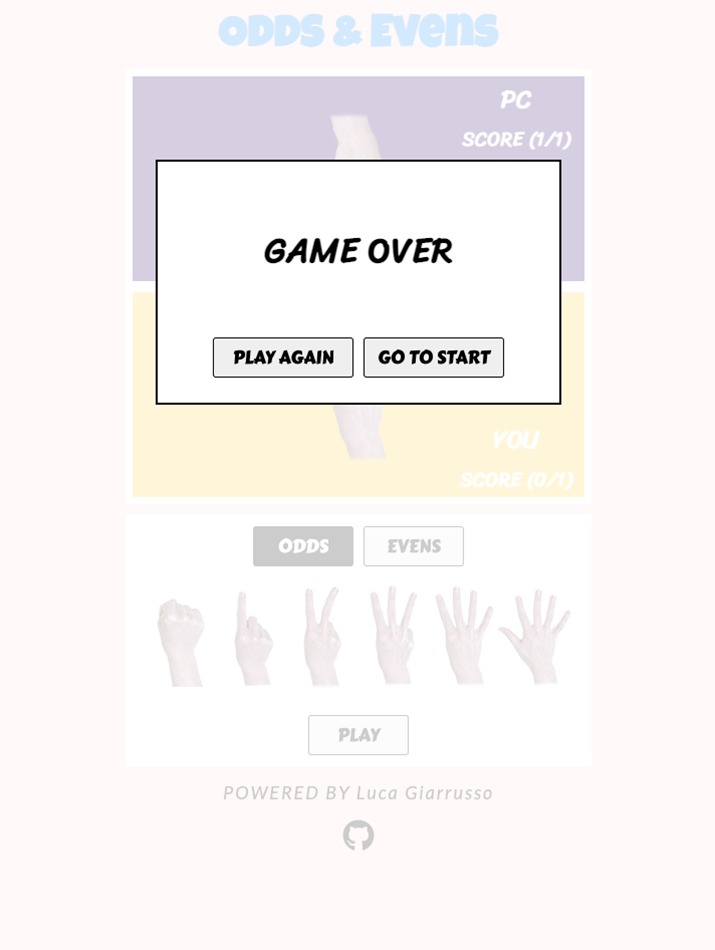 ODDS & EVENS
PC
SCORE (1/1)
GAME OVER
PLAY AGAIN
GO TO START
YOU
SCORE (0/1)
ODDS
EVENS
PLAY
POWERED BY Luca Giarrusso